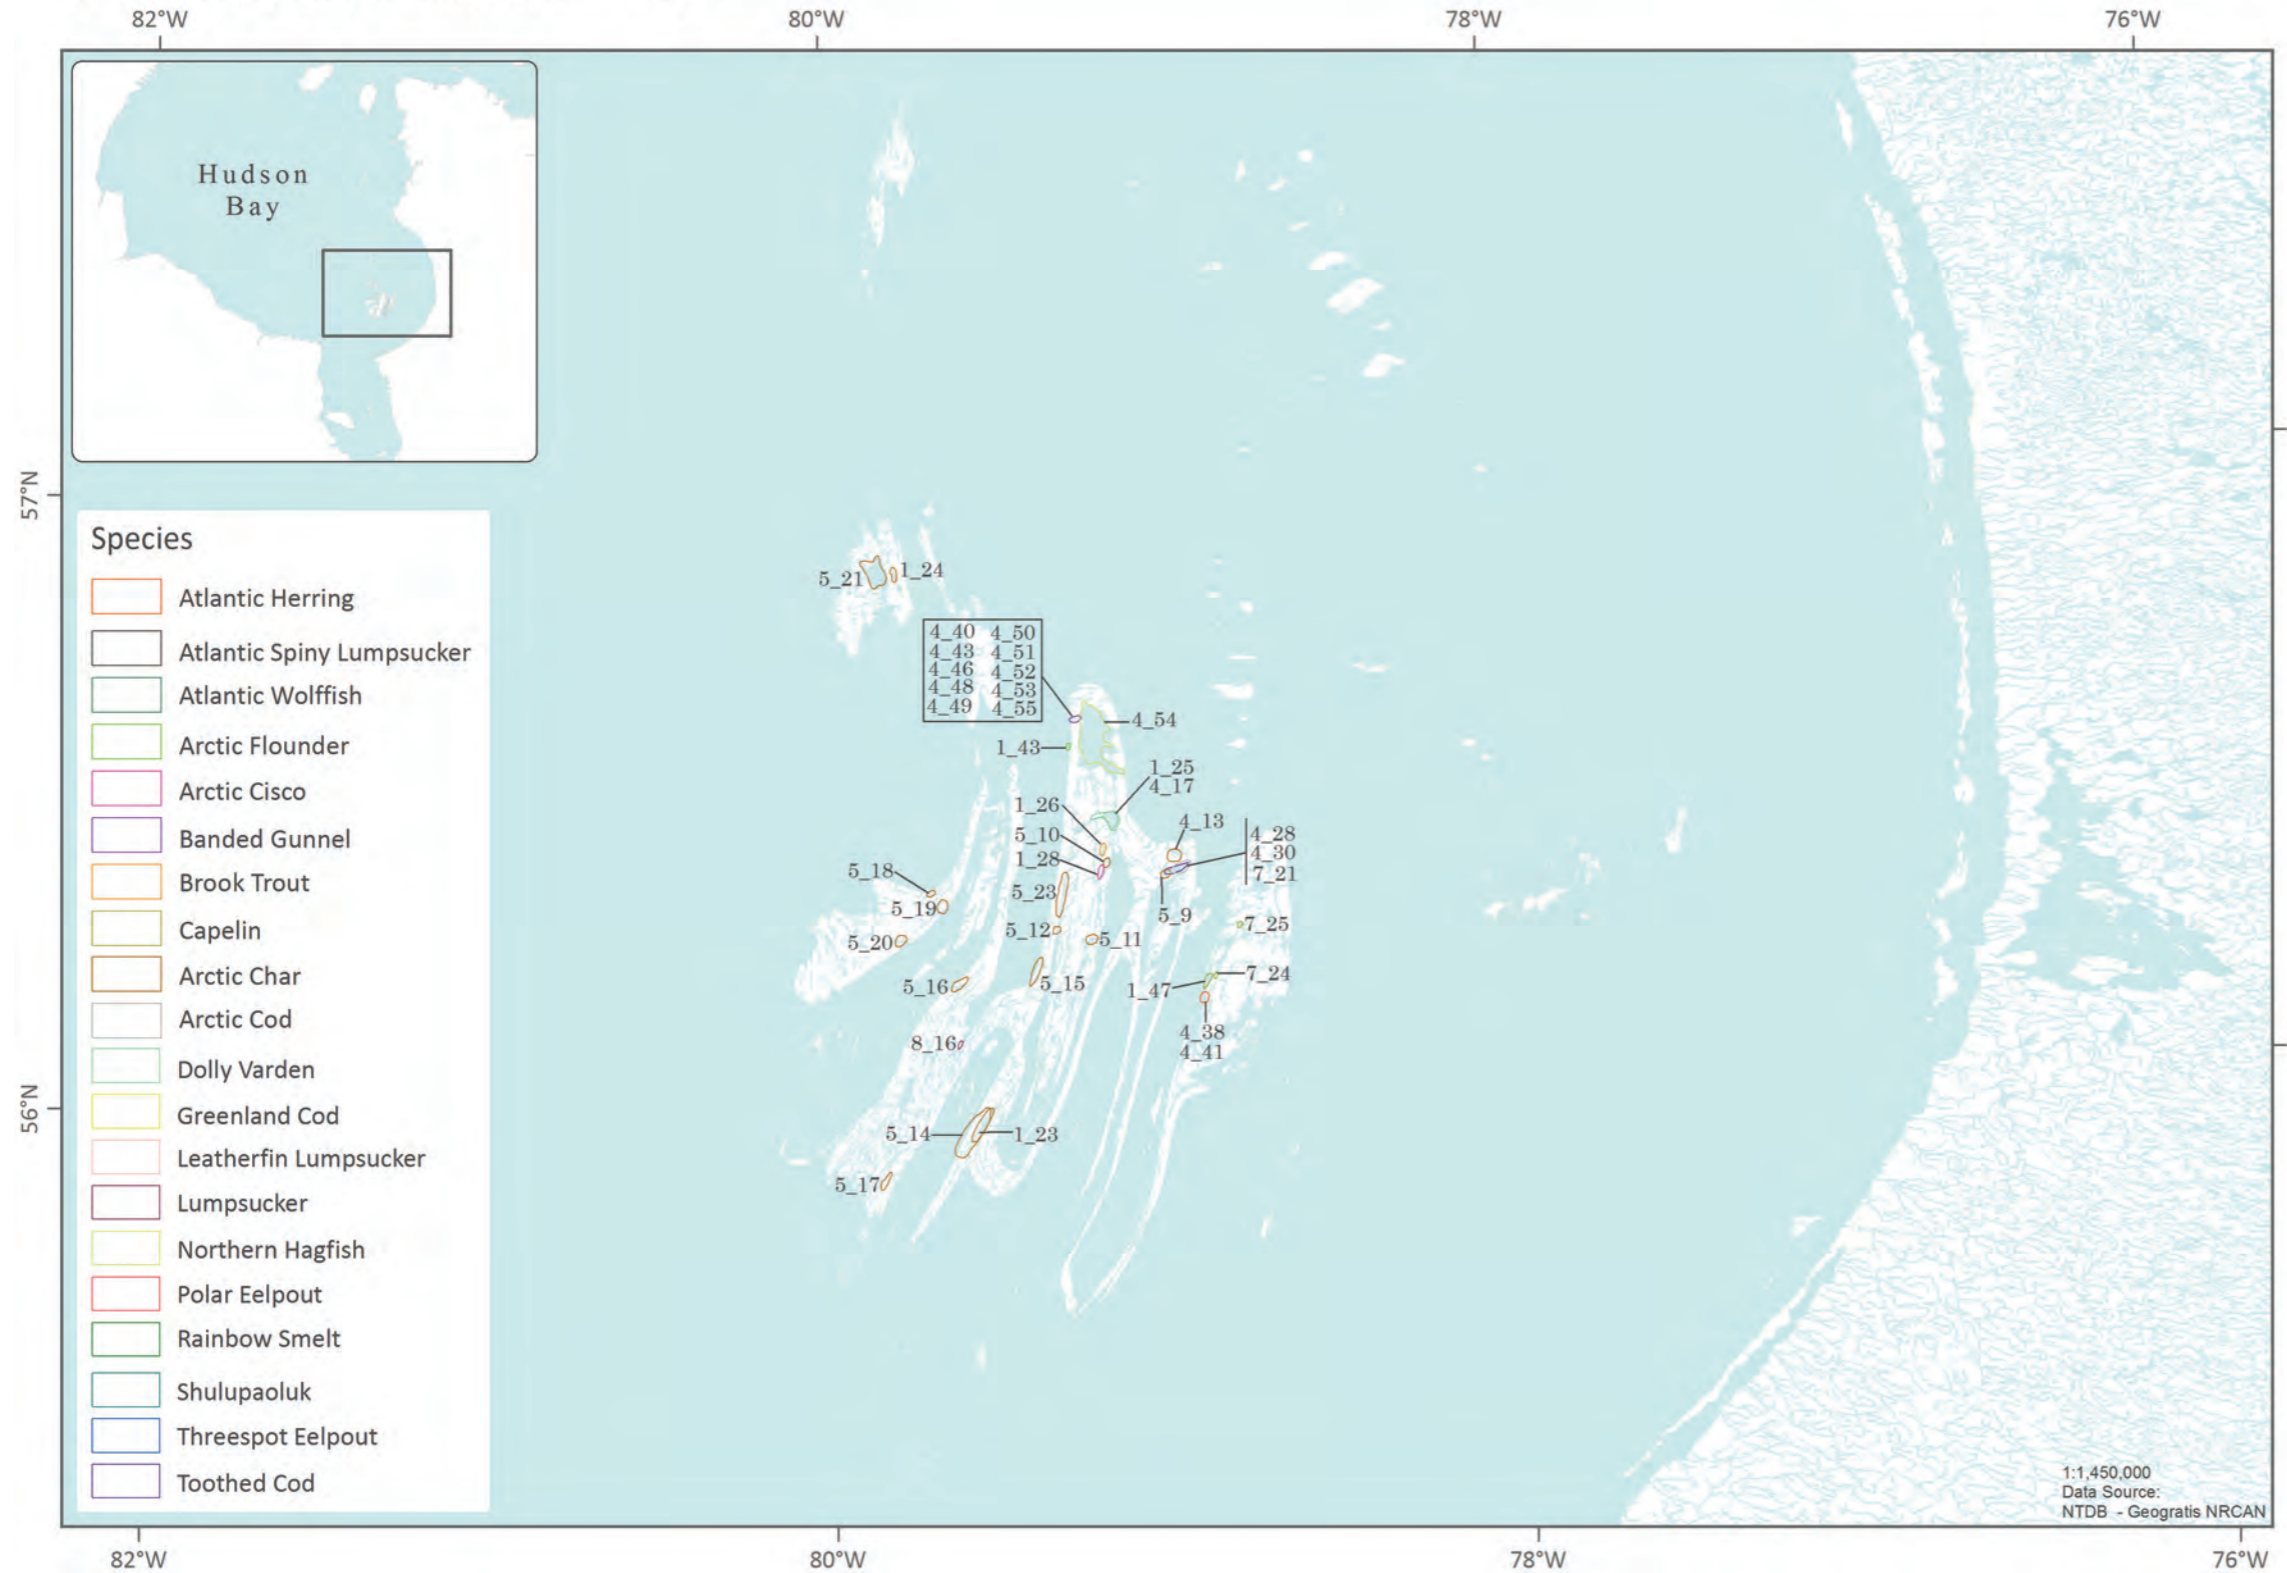 82°W 80°W 78°W 76°W
Hudson
Bay
57°N
56°N
Species
Atlantic Herring
Atlantic Spiny Lumpsucker
Atlantic Wolffish
Arctic Flounder
Arctic Cisco
Banded Gunnel
Brook Trout
Capelin
Arctic Char
Arctic Cod
Dolly Varden
Greenland Cod
Leatherfin Lumpsucker
Lumpsucker
Northern Hagfish
Polar Eelpout
Rainbow Smelt
Shulupaoluk
Threespot Eelpout
Toothed Cod
5_21
1_24
4_40 4_50
4_43 4_51
4_46 4_52
4_48 4_53
4_49 4_55
4_54
1_43
1_25
4_17
1_26
5_10
1_28
4_13
4_28
4_30
7_21
5_18
5_23
5_19
5_9
5_12
5_11
7_25
5_20
5_16
5_15
7_24
1_47
4_38
4_41
8_16
5_14
1_23
5_17
1:1,450,000
Data Source:
NTDB - Geogratis NRCAN
82°W 80°W 78°W 76°W